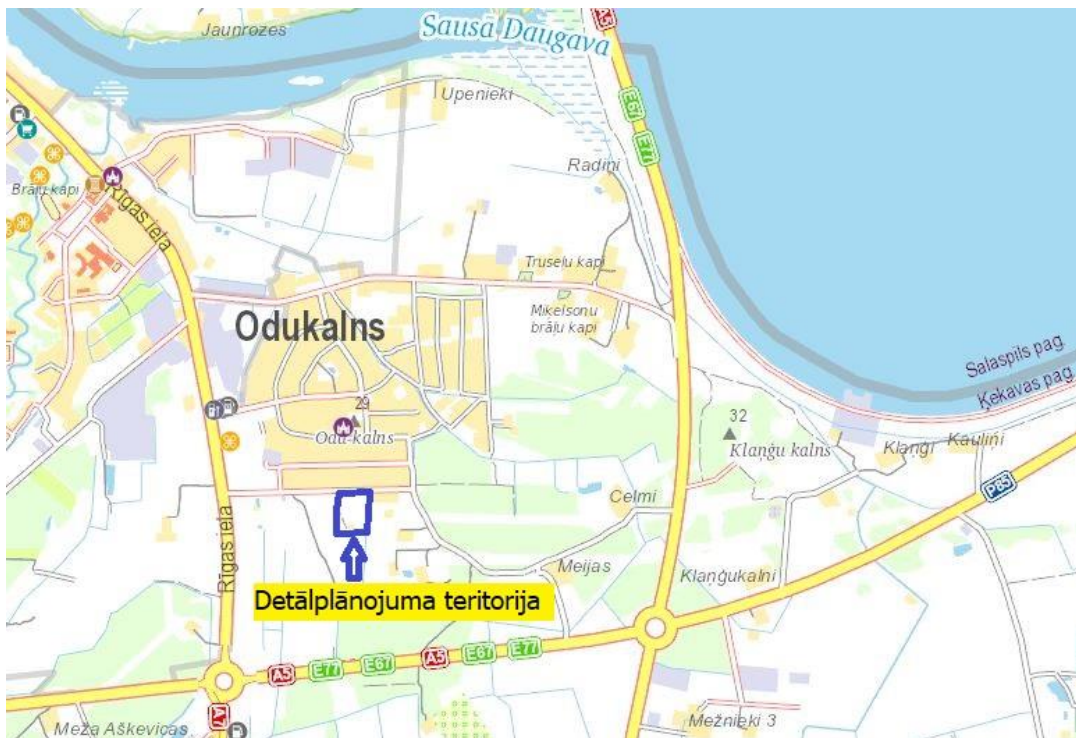 Jaunrozes
Sausā Daugava
A5
Upenieki
E67
E77
Radiņi
Brāļu kapi
Rīgas iela
Truseļu kapi
Miķelsonu
brāļu kapi
Odukalns
Salaspils pag.
Ķekavas pag.
29
Odu kalns
32
Klaņģu kalns
Klaņģi
Kauliņi
Celmi
P85
Rīgas iela
Meijas
Klaņģukalni
Detālplānojuma teritorija
A5
E77
E67
A5
E67
E77
A7
Meža Aškevicas
Mežnieki 3